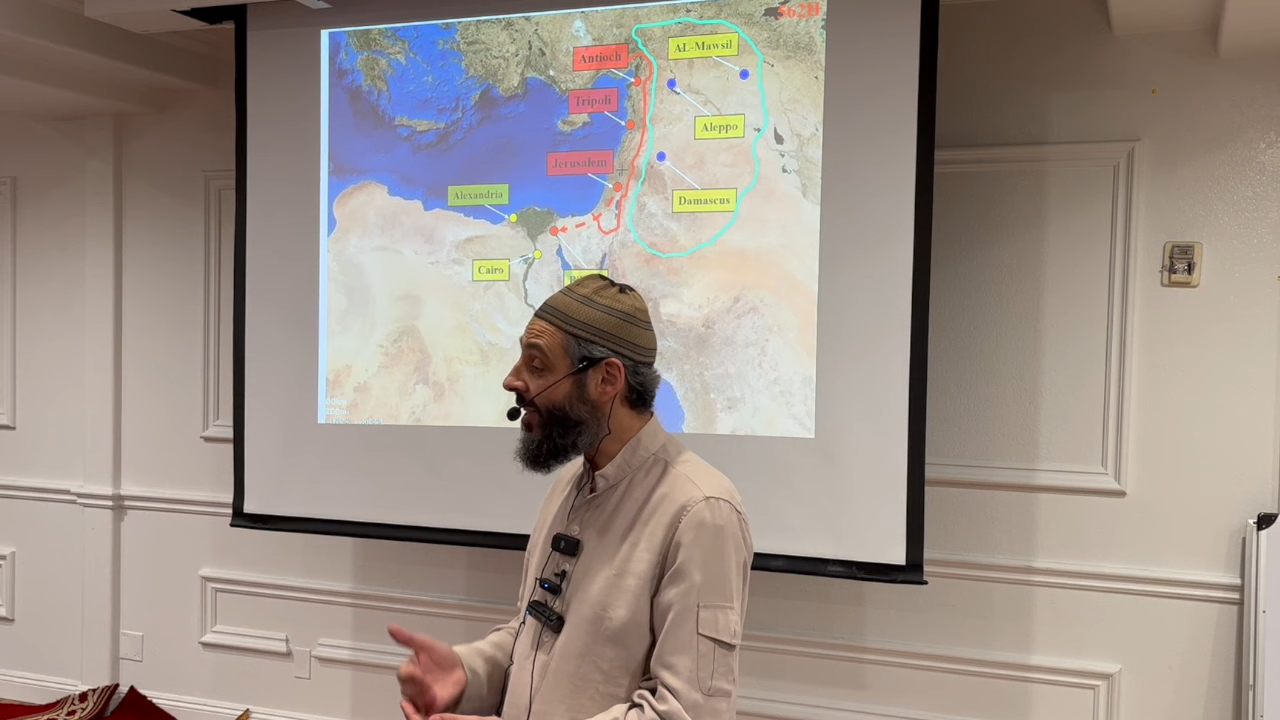 562H
Antioch
AL-Mawsil
Tripoli
Aleppo
Jerusalem
Alexandria
Damascus
Cairo